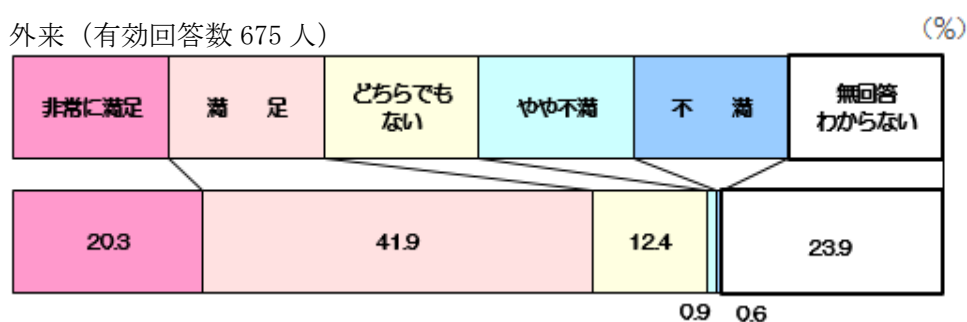 外来（有効回答数 675 人）
(%)
非常に満足
満　足
どちらでも
ない
やや不満
不　満
無回答
わからない
20.3
41.9
12.4
23.9
0.9
0.6